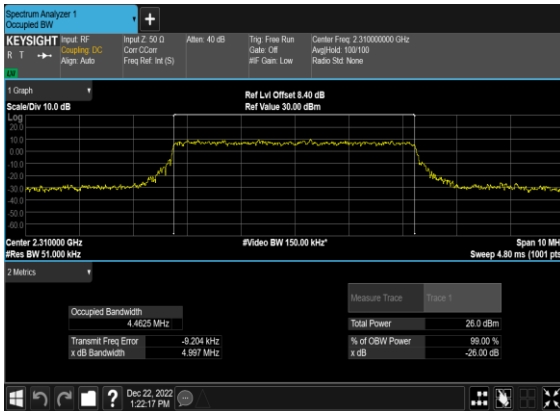 Spectrum Analyzer 1
Occupied BW
KEYSIGHT
R T
LXI
Input: RF
Coupling: DC
Align: Auto
Input Z: 50 Ω
Corr CCorr
Freq Ref: Int (S)
Atten: 40 dB
Trig: Free Run
Gate: Off
#IF Gain: Low
Center Freq: 2.310000000 GHz
Avg|Hold: 100/100
Radio Std: None
1 Graph
Scale/Div 10.0 dB
Ref Lvl Offset 8.40 dB
Ref Value 30.00 dBm
Log
20.0
10.0
0.00
-10.0
-20.0
-30.0
-40.0
-50.0
-60.0
Center 2.310000 GHz
#Video BW 150.00 kHz*
Span 10 MH
#Res BW 51.000 kHz
Sweep 4.80 ms (1001 pts
2 Metrics
Measure Trace
Trace 1
Occupied Bandwidth
4.4625 MHz
Total Power
26.0 dBm
Transmit Freq Error
-9.204 kHz
% of OBW Power
99.00 %
x dB Bandwidth
4.997 MHz
x dB
-26.00 dB
?
Dec 22, 2022
1:22:17 PM